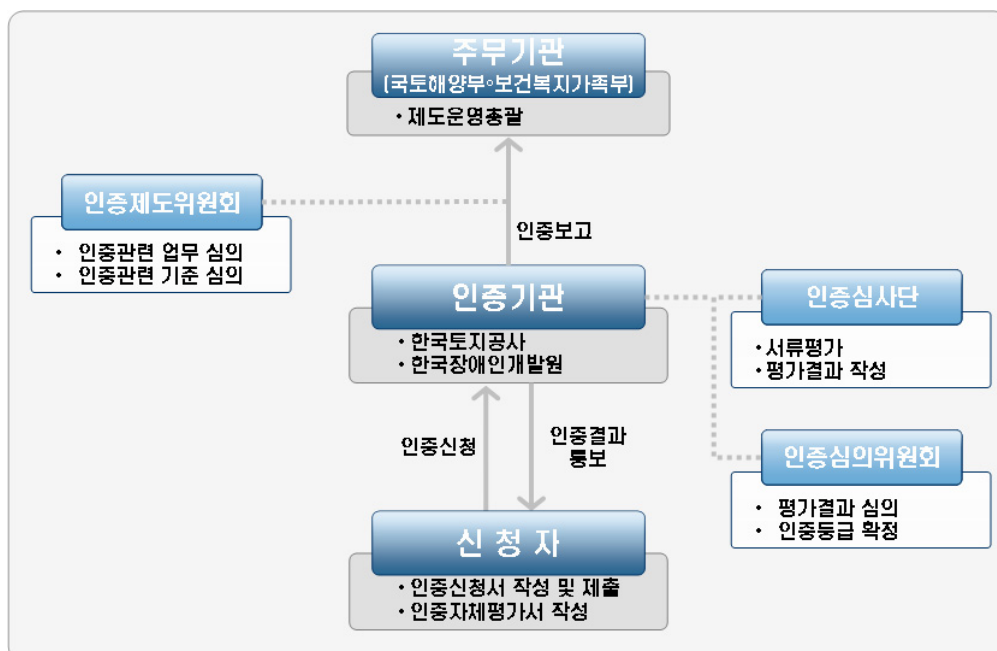 주무기관
(국토해양부◦보건복지가족부)
• 제도운영총괄
인증제도위원회
• 인증관련 업무 심의
• 인증관련 기준 심의
인증보고
인증기관
• 한국토지공사
• 한국장애인개발원
인증심사단
• 서류평가
• 평가결과 작성
인증신청
인증결과
통보
인증심의위원회
• 평가결과 심의
• 인증등급 확정
신 청 자
• 인증신청서 작성 및 제출
• 인증자체평가서 작성